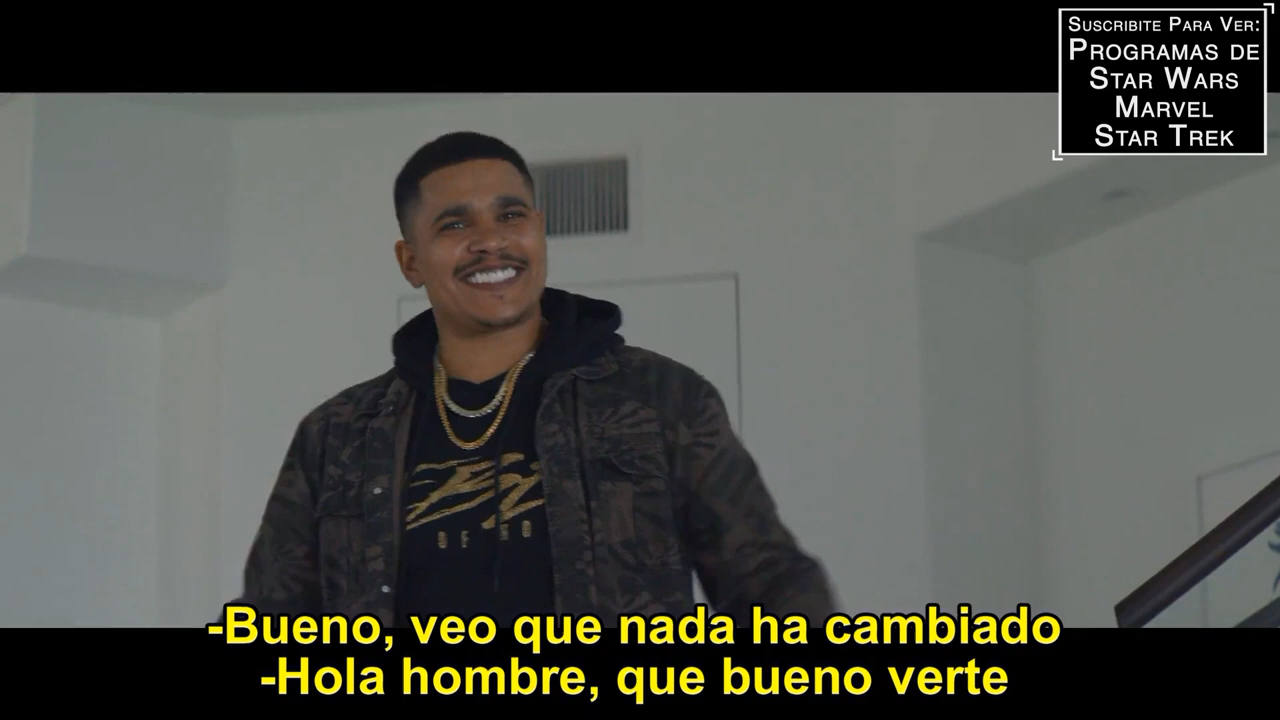 Suscribite Para Ver:
Programas de
Star Wars
Marvel
Star Trek
-Bueno, veo que nada ha cambiado
-Hola hombre, que bueno verte